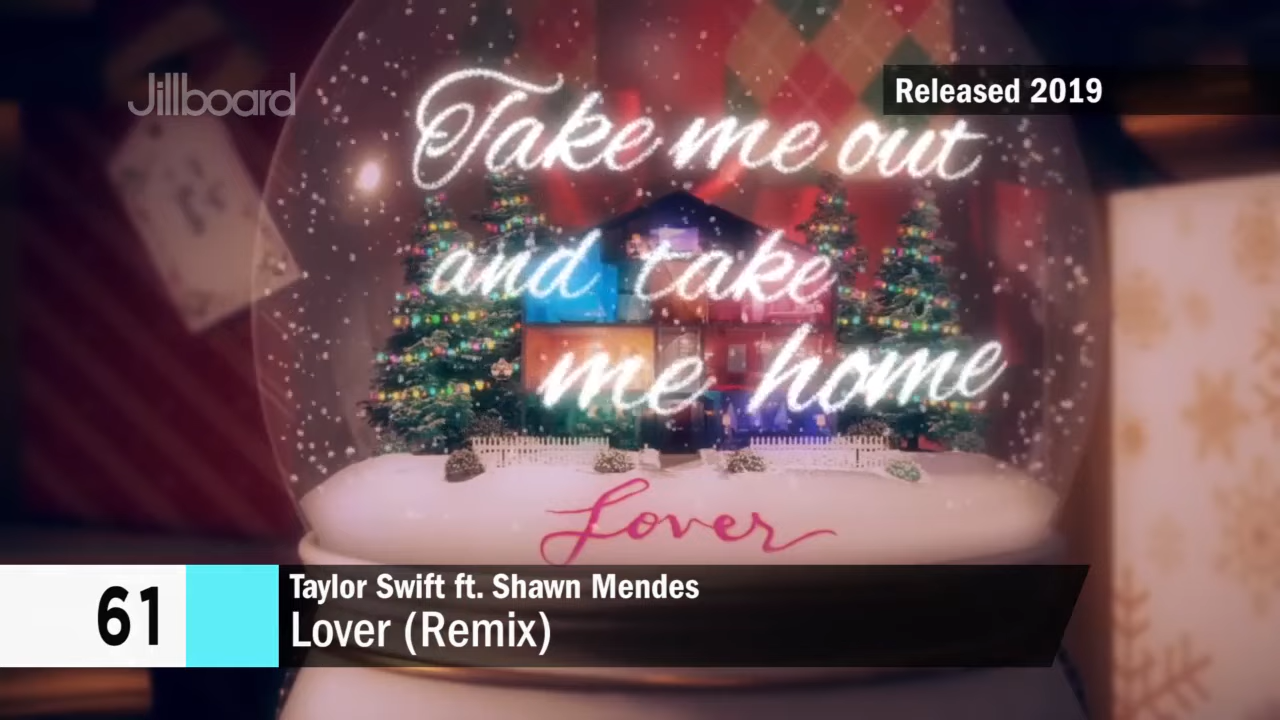 Jillboard
Released 2019
Take me out
and take
me home
Lover
61
Taylor Swift ft. Shawn Mendes
Lover (Remix)